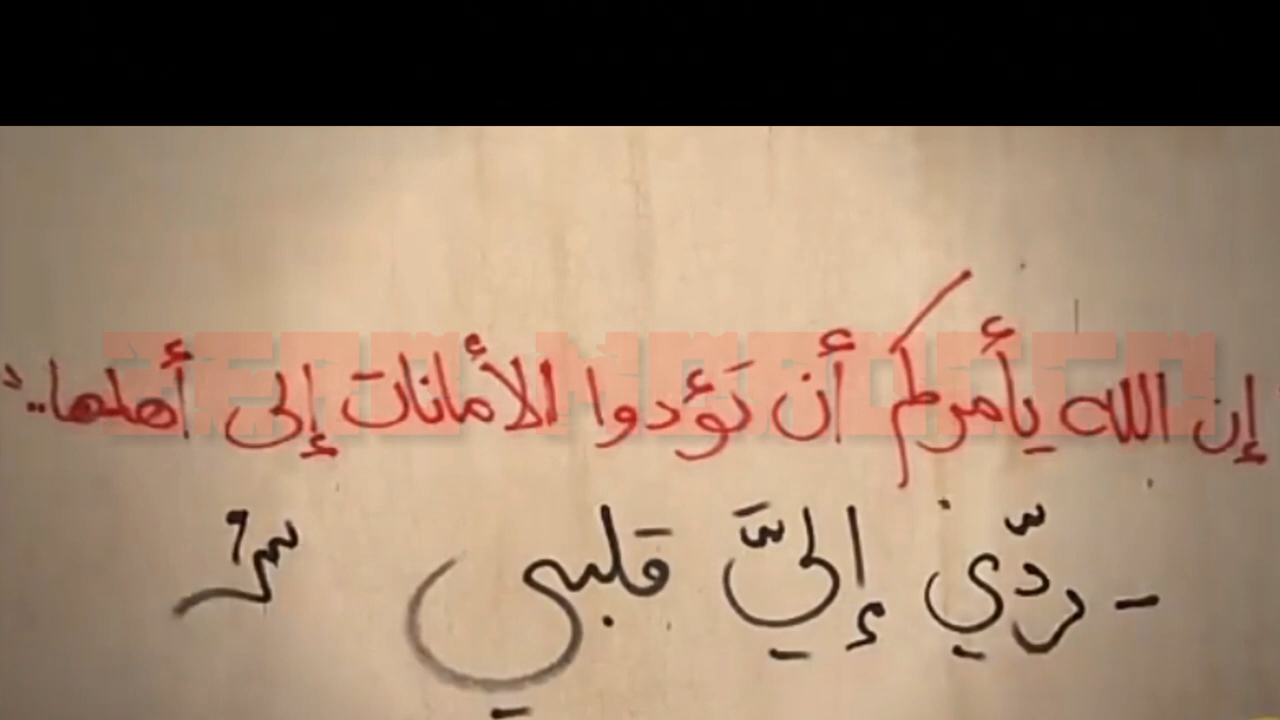 إن الله يأمركم أن تؤدوا الأمانات إلى أهلها..”
- ردّي إليَّ قلبي